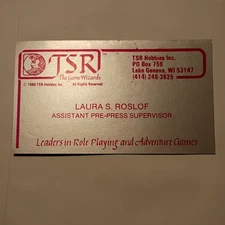 TSR
The Game Wizards
© 1980 TSR Hobbies Inc. All Rights Reserved
TSR Hobbies Inc.
PO Box 756
Lake Geneva, WI 53147
(414) 248-3625
LAURA S. ROSLOF
ASSISTANT PRE-PRESS SUPERVISOR
Leaders in Role Playing and Adventure Games